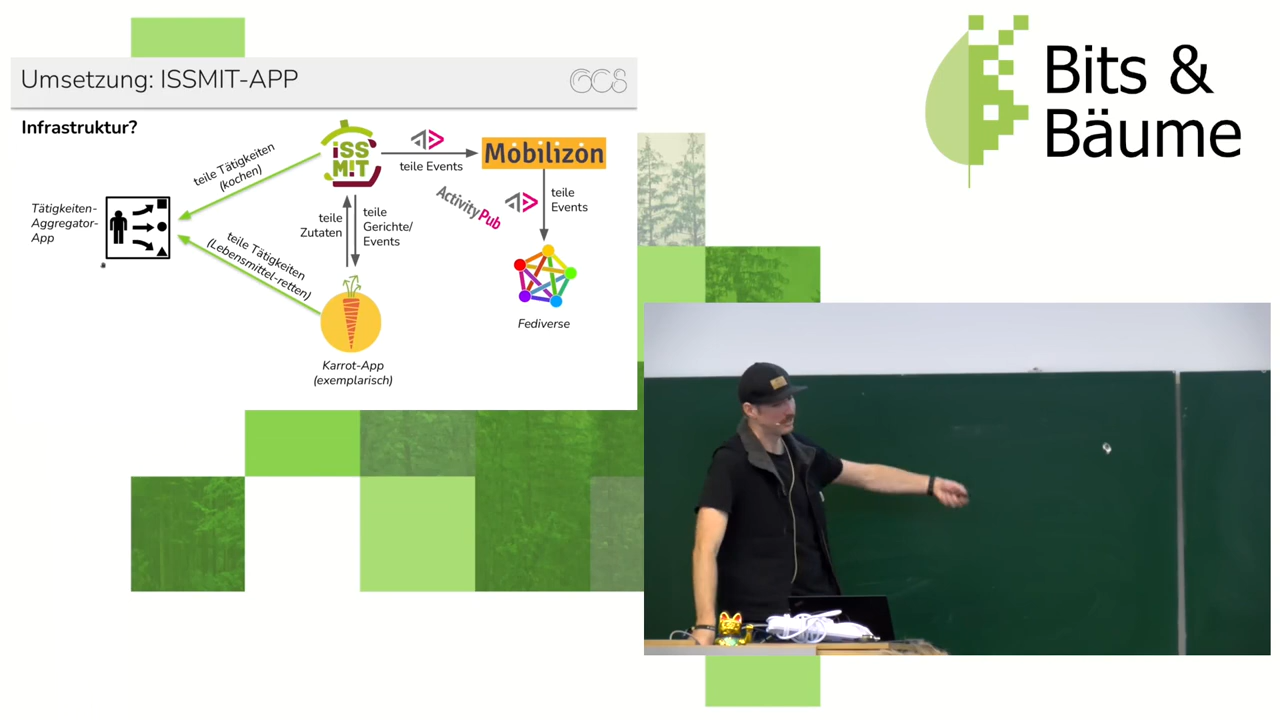 Umsetzung: ISSMIT-APP
GCS
Infrastruktur?
teile Tätigkeiten
(kochen)
iSS
M!T
teile Events
Mobilizon
Tätigkeiten-
Aggregator-
App
teile
Zutaten
teile
Gerichte/
Events
ActivityPub
teile
Events
teile Tätigkeiten
(Lebensmittel-retten)
Fediverse
Karrot-App
(exemplarisch)
Bits &
Bäume